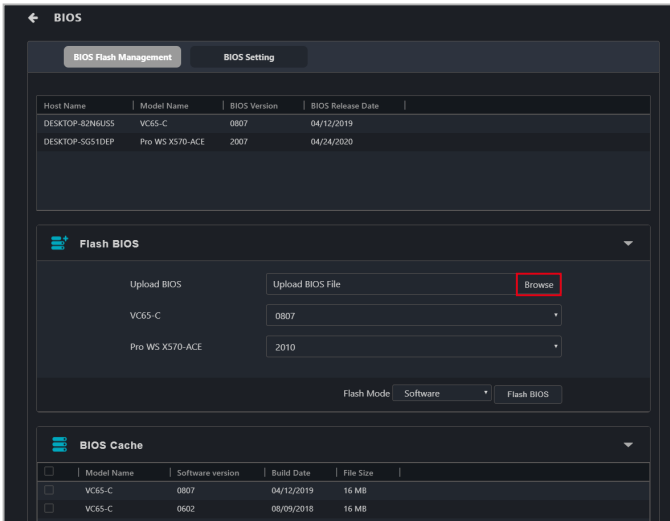 BIOS
BIOS Flash Management BIOS Setting
Host Name Model Name BIOS Version BIOS Release Date
DESKTOP-82N6US5 VC65-C 0807 04/12/2019
DESKTOP-SG51DEP Pro WS X570-ACE 2007 04/24/2020
Flash BIOS
Upload BIOS Upload BIOS File Browse
VC65-C 0807
Pro WS X570-ACE 2010
Flash Mode Software Flash BIOS
BIOS Cache
Model Name Software version Build Date File Size
VC65-C 0807 04/12/2019 16 MB
VC65-C 0602 08/09/2018 16 MB